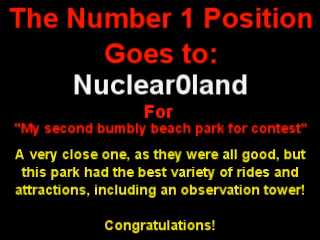 The Number 1 Position
Goes to:
Nuclear0land
For
"My second bumbly beach park for contest"
A very close one, as they were all good, but
this park had the best variety of rides and
attractions, including an observation tower!
Congratulations!